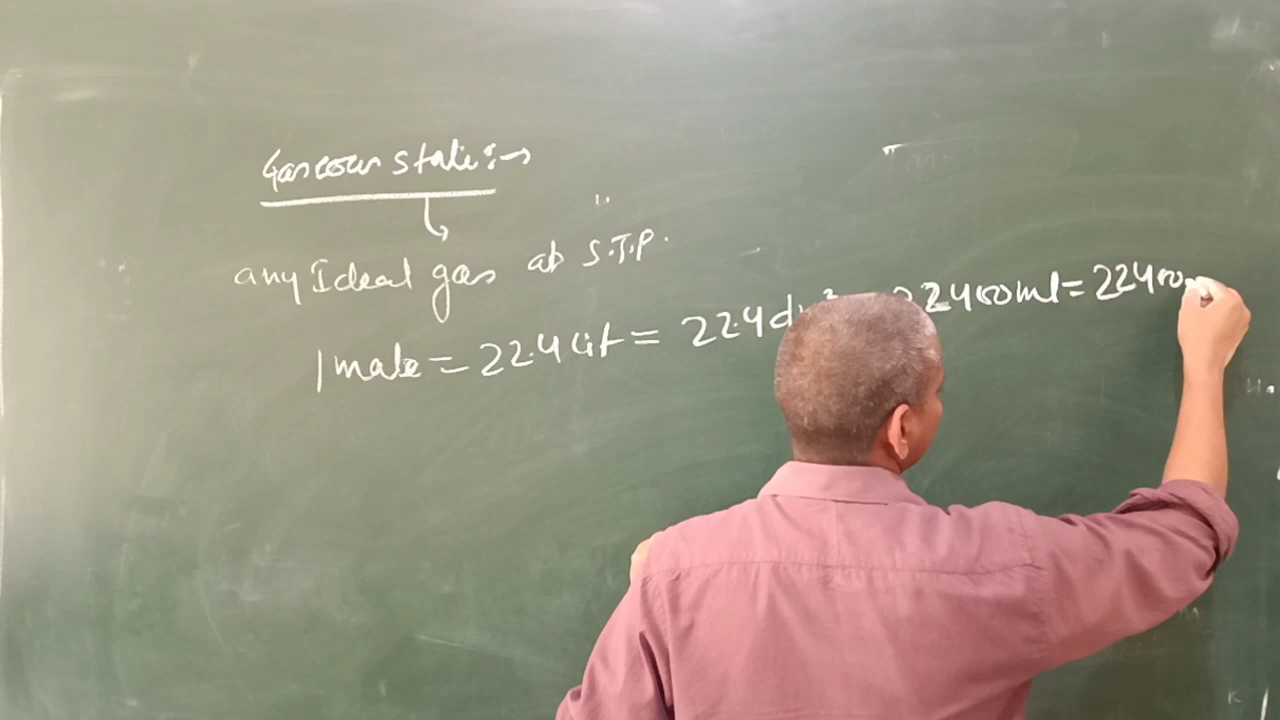 Gaseous state:→
any Ideal gas at S.T.P.
1 mole = 22.4 Lit = 22.4 d 22400 ml = 22400